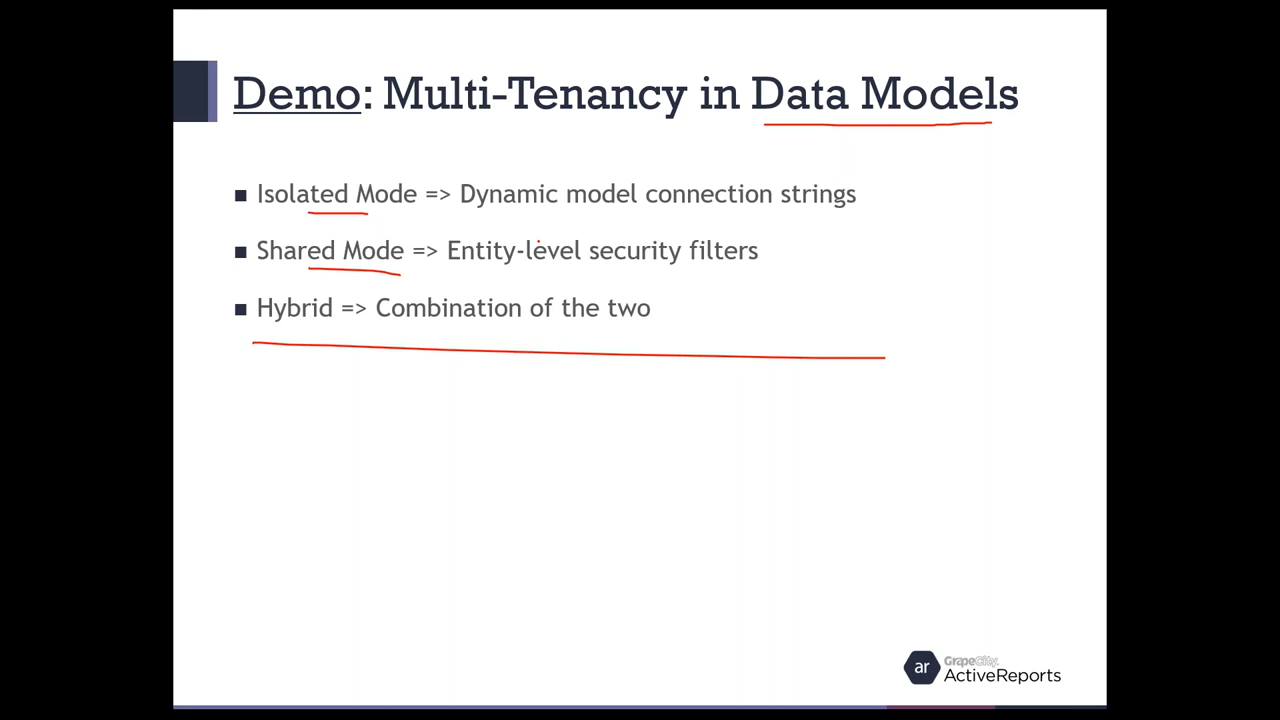 Demo: Multi-Tenancy in Data Models
■ Isolated Mode => Dynamic model connection strings
■ Shared Mode => Entity-level security filters
■ Hybrid => Combination of the two
ar
GrapeCity
ActiveReports